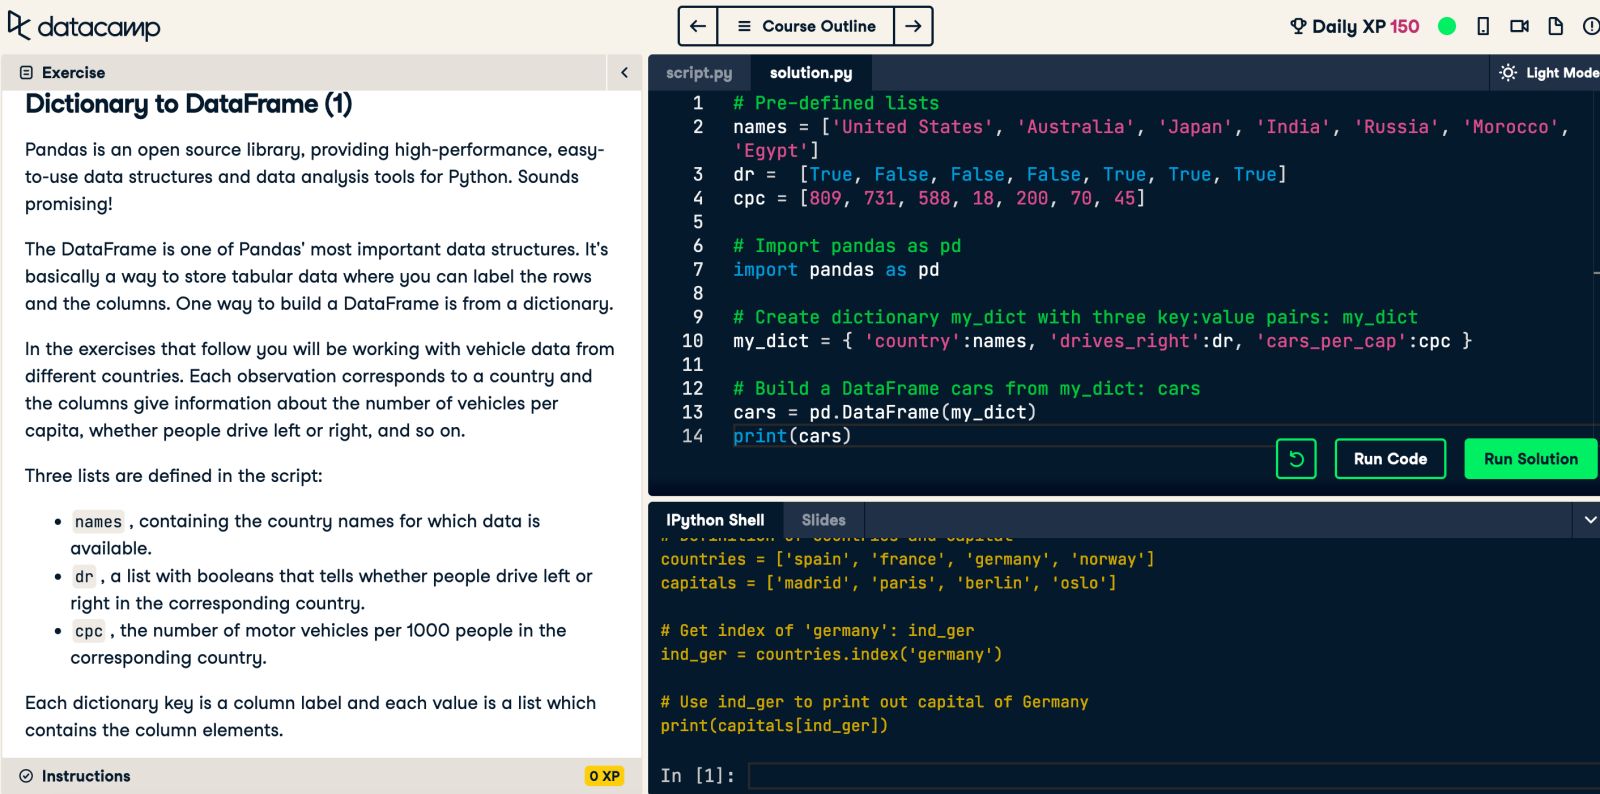 datacamp
Course Outline
Daily XP 150
Exercise
Dictionary to DataFrame (1)
Pandas is an open source library, providing high-performance, easy-
to-use data structures and data analysis tools for Python. Sounds
promising!
The DataFrame is one of Pandas' most important data structures. It's
basically a way to store tabular data where you can label the rows
and the columns. One way to build a DataFrame is from a dictionary.
In the exercises that follow you will be working with vehicle data from
different countries. Each observation corresponds to a country and
the columns give information about the number of vehicles per
capita, whether people drive left or right, and so on.
Three lists are defined in the script:
• names , containing the country names for which data is
available.
• dr , a list with booleans that tells whether people drive left or
right in the corresponding country.
• cpc , the number of motor vehicles per 1000 people in the
corresponding country.
Each dictionary key is a column label and each value is a list which
contains the column elements.
Instructions
0 XP
script.py
solution.py
Light Mode
1 # Pre-defined lists
2 names = ['United States', 'Australia', 'Japan', 'India', 'Russia', 'Morocco',
'Egypt']
3 dr =  [True, False, False, False, True, True, True]
4 cpc = [809, 731, 588, 18, 200, 70, 45]
5
6 # Import pandas as pd
7 import pandas as pd
8
9 # Create dictionary my_dict with three key:value pairs: my_dict
10 my_dict = { 'country':names, 'drives_right':dr, 'cars_per_cap':cpc }
11
12 # Build a DataFrame cars from my_dict: cars
13 cars = pd.DataFrame(my_dict)
14 print(cars)
Run Code
Run Solution
IPython Shell
Slides
# Definition of countries and capital
countries = ['spain', 'france', 'germany', 'norway']
capitals = ['madrid', 'paris', 'berlin', 'oslo']
# Get index of 'germany': ind_ger
ind_ger = countries.index('germany')
# Use ind_ger to print out capital of Germany
print(capitals[ind_ger])
In [1]: